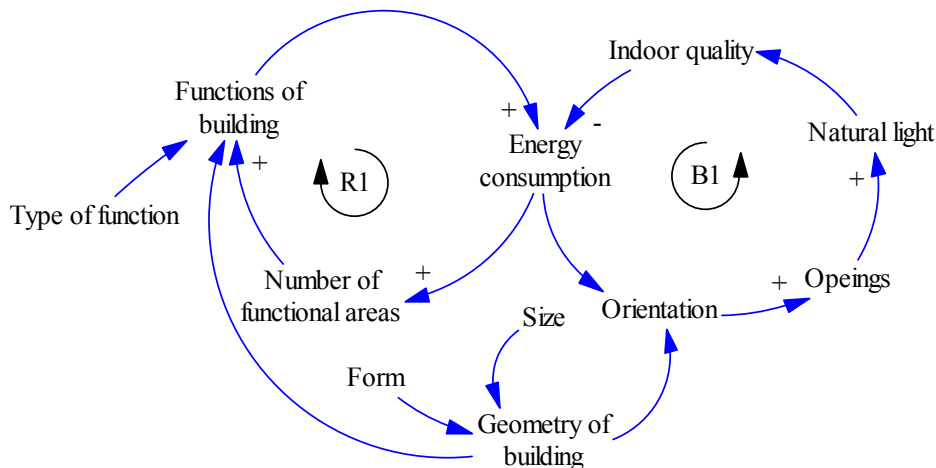 Indoor quality
Functions of
building
+
-
Natural light
Energy
consumption
+
R1
B1
+
Type of function
Number of
functional areas
+
+
Opeings
Orientation
Size
Form
Geometry of
building